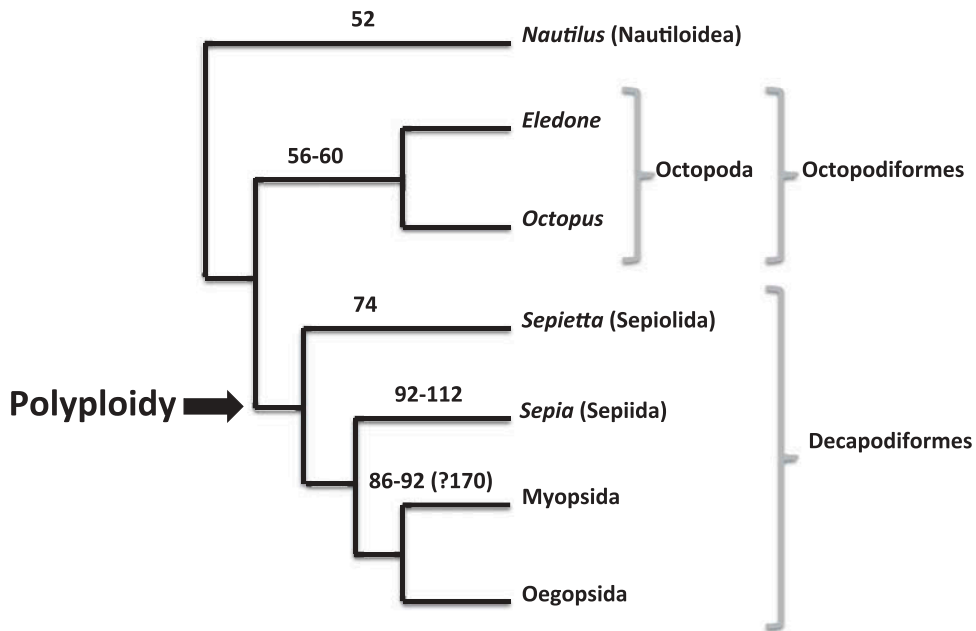 52
Nautilus (Nautiloidea)
Eledone
56-60
Octopoda
Octopodiformes
Octopus
74
Sepietta (Sepiolida)
Polyploidy
92-112
Sepia (Sepiida)
Decapodiformes
86-92 (?170)
Myopsida
Oegopsida